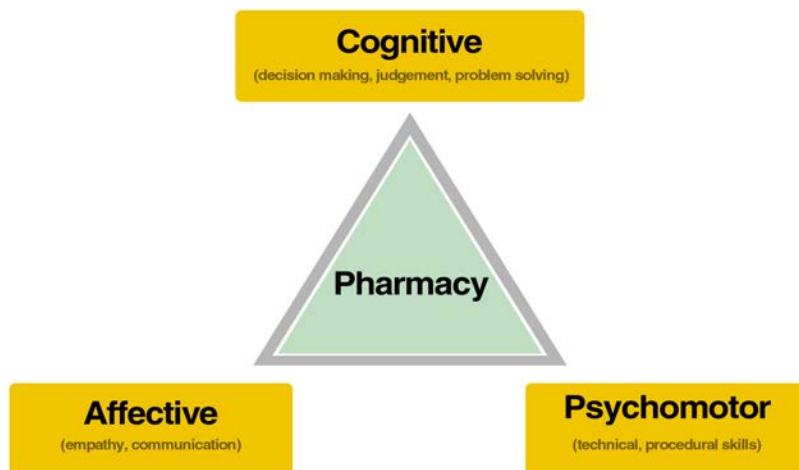 Cognitive
(decision making, judgement, problem solving)
Pharmacy
Affective
(empathy, communication)
Psychomotor
(technical, procedural skills)